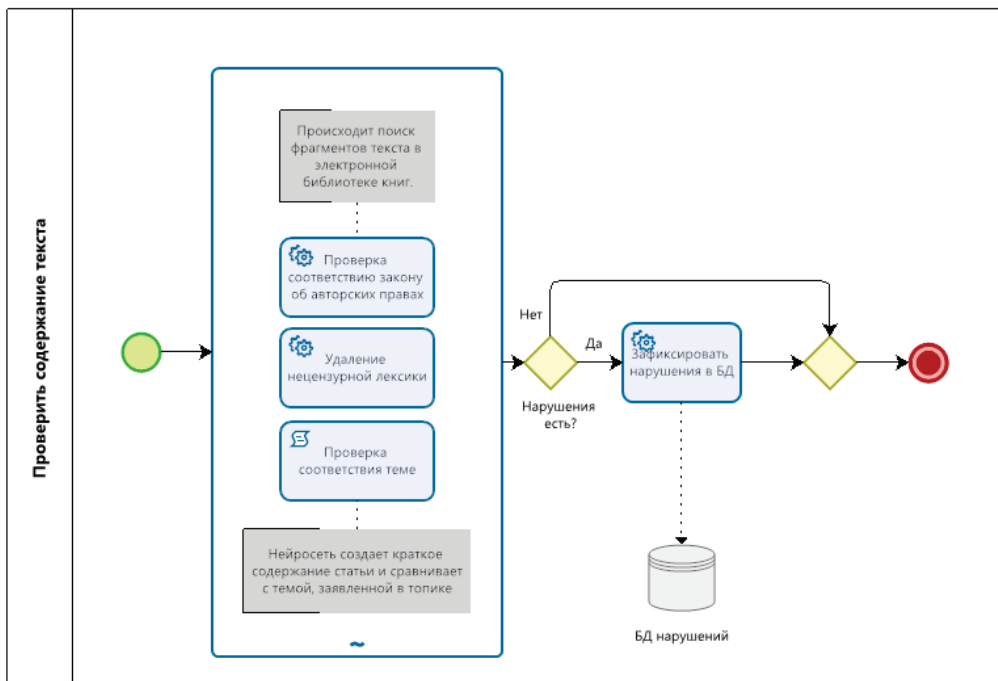 Проверить содержание текста
Происходит поиск
фрагментов текста в
электронной
библиотеке книг.
Проверка
соответствию закону
об авторских правах
Удаление
нецензурной лексики
Проверка
соответствия теме
Нейросеть создает краткое
содержание статьи и сравнивает
с темой, заявленной в топике
~
Нет
Да
Нарушения
есть?
Зафиксировать
нарушения в БД
БД нарушений